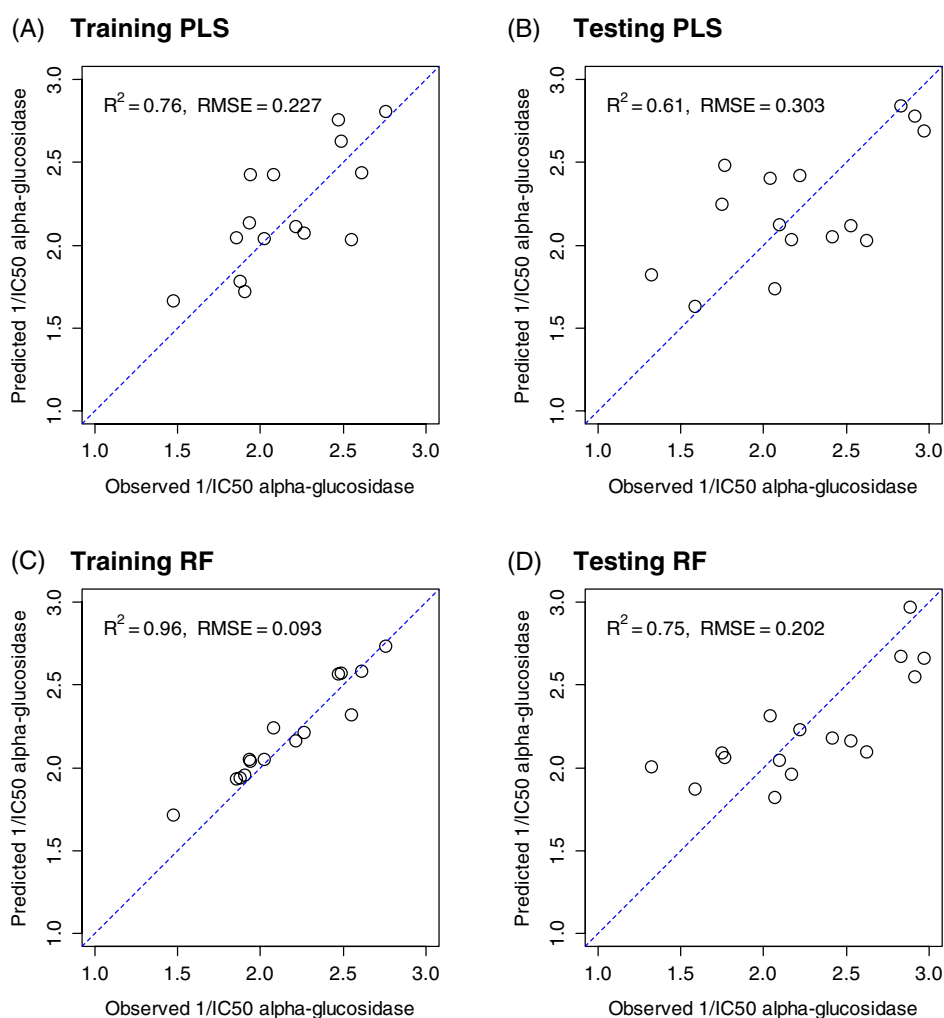 (A) Training PLS
R² = 0.76, RMSE = 0.227
Predicted 1/IC50 alpha-glucosidase
3.0
2.5
2.0
1.5
1.0
1.0 1.5 2.0 2.5 3.0
Observed 1/IC50 alpha-glucosidase
(B) Testing PLS
R² = 0.61, RMSE = 0.303
Predicted 1/IC50 alpha-glucosidase
3.0
2.5
2.0
1.5
1.0
1.0 1.5 2.0 2.5 3.0
Observed 1/IC50 alpha-glucosidase
(C) Training RF
R² = 0.96, RMSE = 0.093
Predicted 1/IC50 alpha-glucosidase
3.0
2.5
2.0
1.5
1.0
1.0 1.5 2.0 2.5 3.0
Observed 1/IC50 alpha-glucosidase
(D) Testing RF
R² = 0.75, RMSE = 0.202
Predicted 1/IC50 alpha-glucosidase
3.0
2.5
2.0
1.5
1.0
1.0 1.5 2.0 2.5 3.0
Observed 1/IC50 alpha-glucosidase